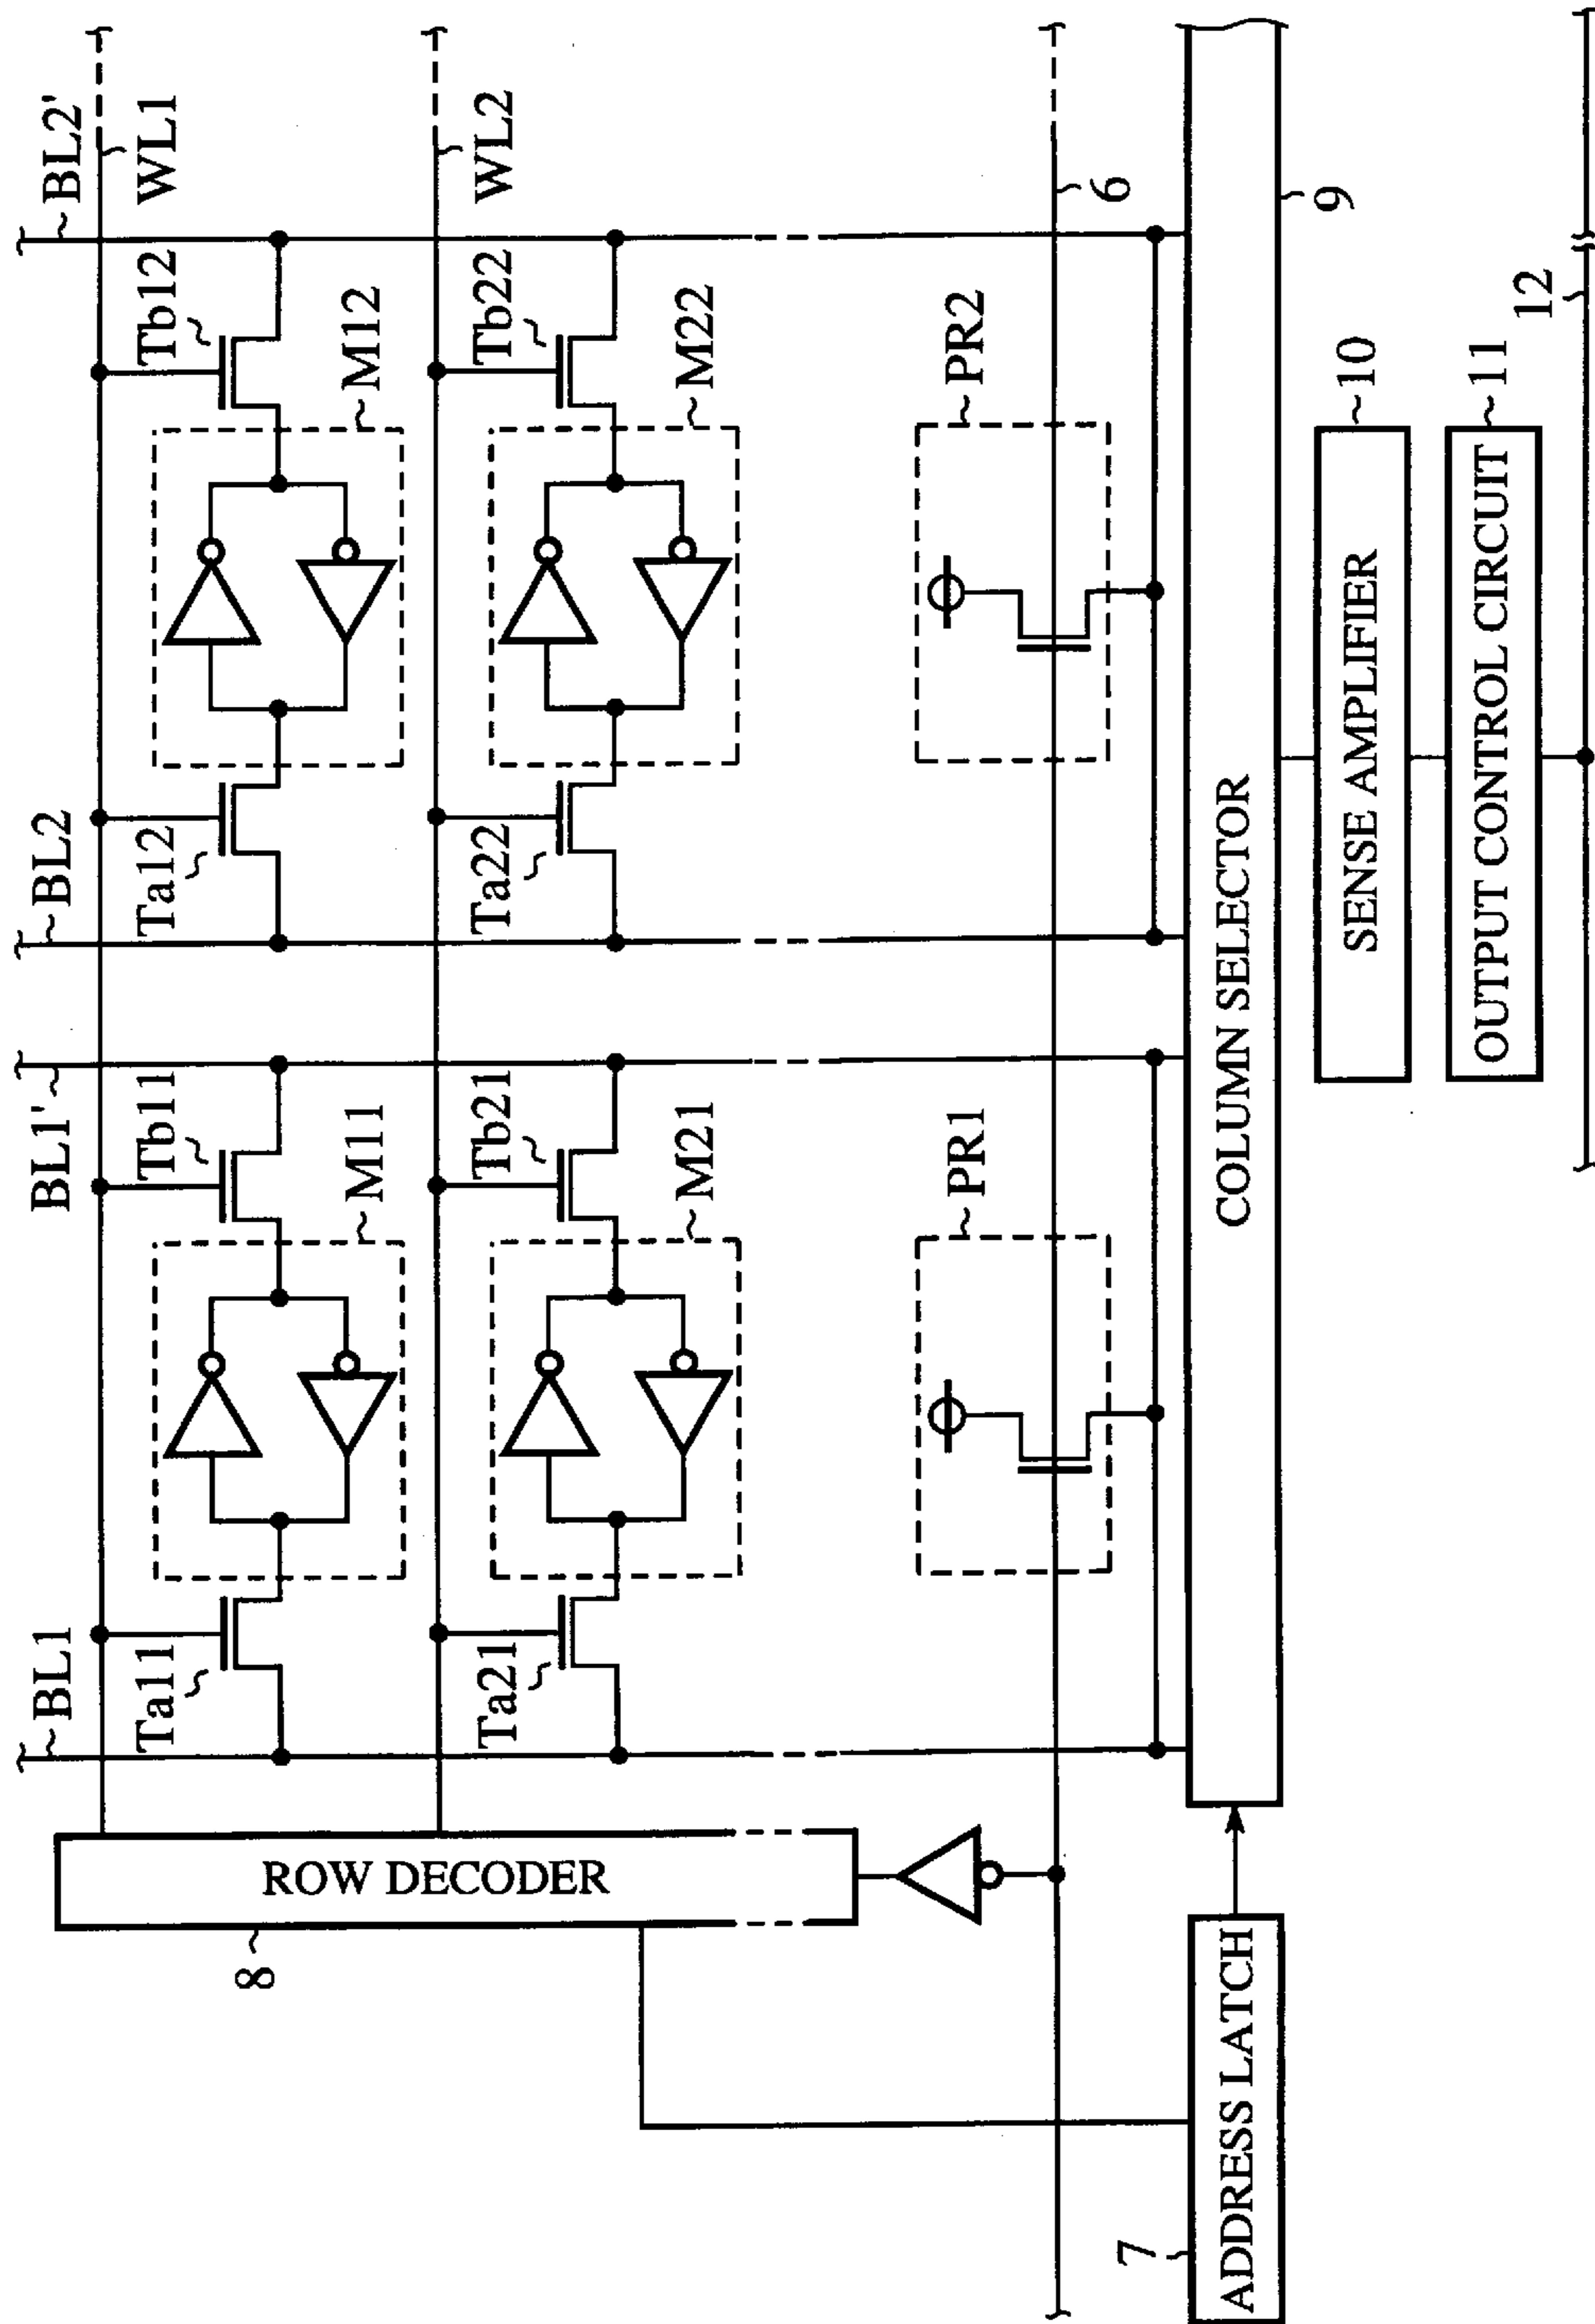 BL1
BL1'
BL2
BL2'
WL1
Ta11
Tb11
Ta12
Tb12
M11
M12
WL2
Ta21
Tb21
Ta22
Tb22
M21
M22
ROW DECODER
8
PR1
PR2
6
7
ADDRESS LATCH
COLUMN SELECTOR
9
SENSE AMPLIFIER
10
OUTPUT CONTROL CIRCUIT
11
12